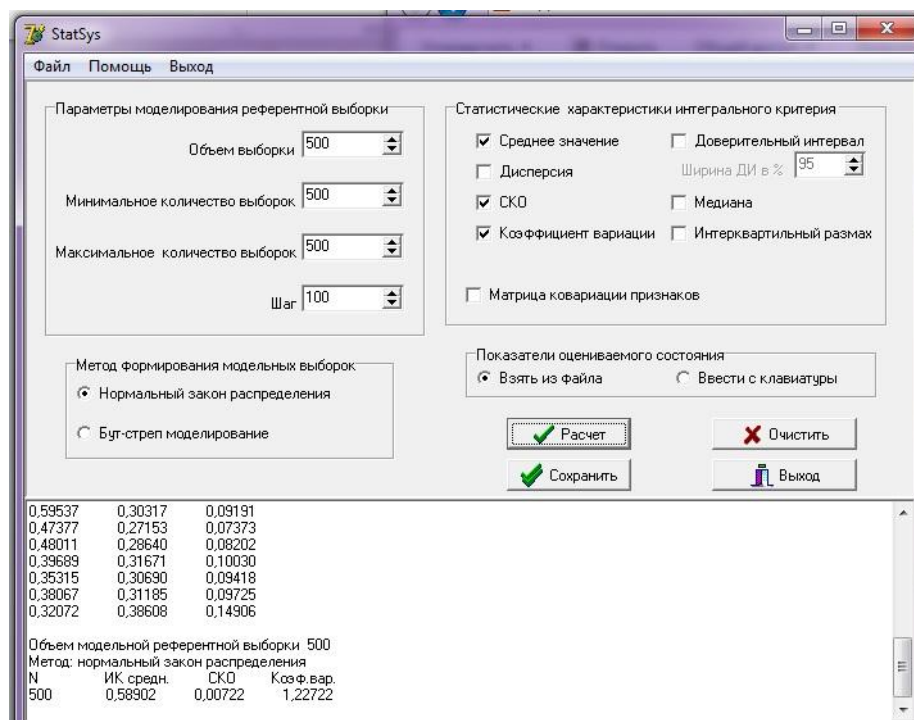 StatSys
Файл Помощь Выход
Параметры моделирования референтной выборки
Объем выборки 500
Минимальное количество выборок 500
Максимальное количество выборок 500
Шаг 100
Статистические характеристики интегрального критерия
Среднее значение Доверительный интервал
Дисперсия Ширина ДИ в % 95
СКО Медиана
Коэффициент вариации Интерквартильный размах
Матрица ковариации признаков
Метод формирования модельных выборок
Нормальный закон распределения
Бут-стреп моделирование
Показатели оцениваемого состояния
Взять из файла Ввести с клавиатуры
Расчет Очистить
Сохранить Выход
0,59537 0,30317 0,09191
0,47377 0,27153 0,07373
0,48011 0,28640 0,08202
0,39689 0,31671 0,10030
0,35315 0,30690 0,09418
0,38067 0,31185 0,09725
0,32072 0,38608 0,14906
Объем модельной референтной выборки 500
Метод: нормальный закон распределения
N ИК средн. СКО Коэф.вар.
500 0,58902 0,00722 1,22722